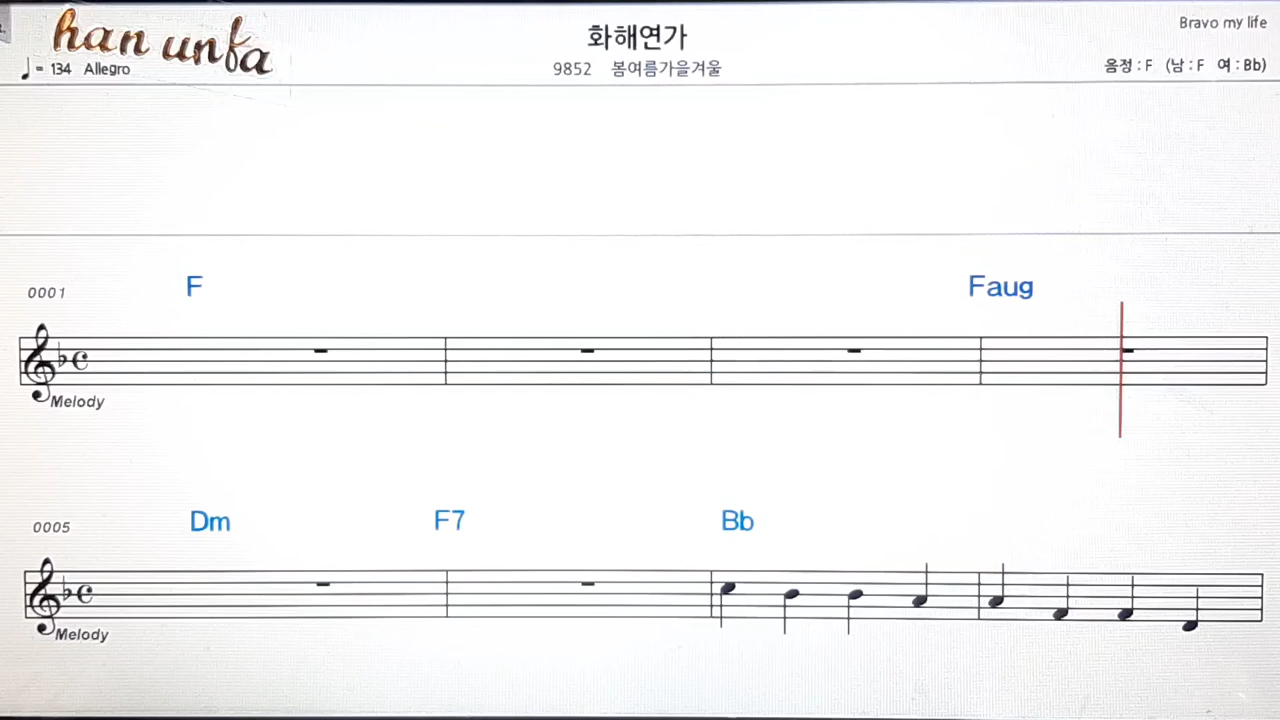 han unfa
화해연가
Bravo my life
♩= 134 Allegro
9852 봄여름가을겨울
음정 : F (남 : F 여 : Bb)
0001
F
Faug
Melody
0005
Dm
F7
Bb
Melody